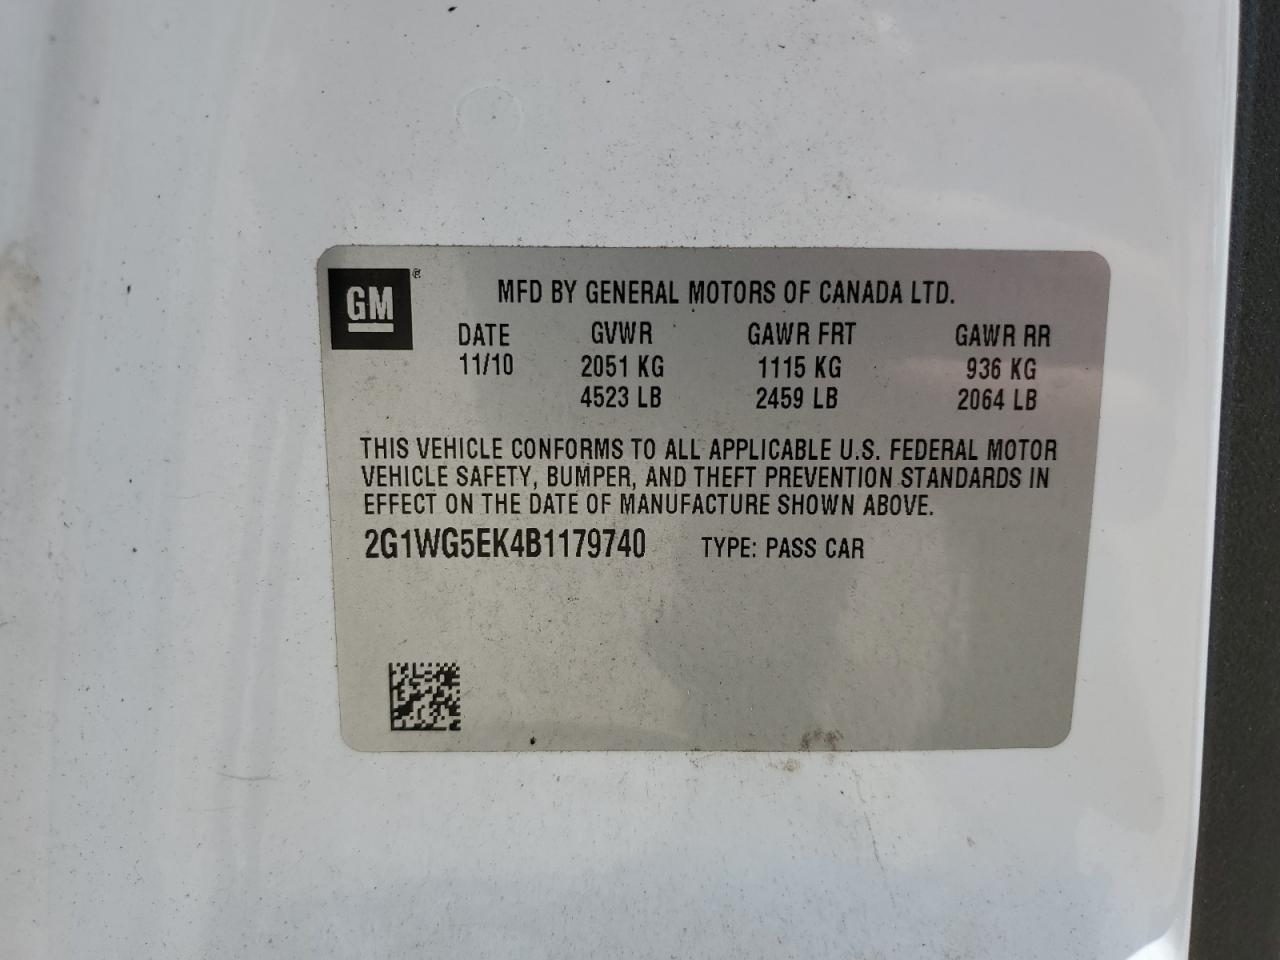 GM ®
MFD BY GENERAL MOTORS OF CANADA LTD.
DATE GVWR GAWR FRT GAWR RR
11/10 2051 KG 1115 KG 936 KG
4523 LB 2459 LB 2064 LB
THIS VEHICLE CONFORMS TO ALL APPLICABLE U.S. FEDERAL MOTOR
VEHICLE SAFETY, BUMPER, AND THEFT PREVENTION STANDARDS IN
EFFECT ON THE DATE OF MANUFACTURE SHOWN ABOVE.
2G1WG5EK4B1179740 TYPE: PASS CAR